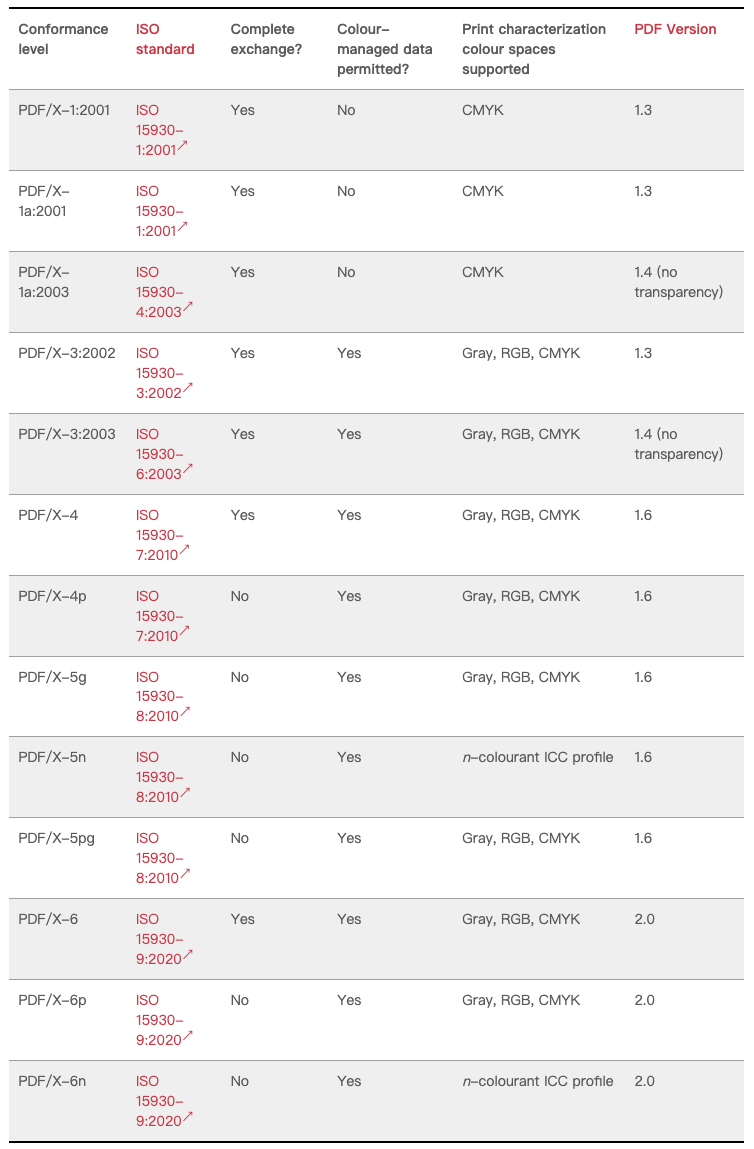 Conformance level | ISO standard | Complete exchange? | Colour-managed data permitted? | Print characterization colour spaces supported | PDF Version
PDF/X-1:2001 | ISO 15930-1:2001↗ | Yes | No | CMYK | 1.3
PDF/X-1a:2001 | ISO 15930-1:2001↗ | Yes | No | CMYK | 1.3
PDF/X-1a:2003 | ISO 15930-4:2003↗ | Yes | No | CMYK | 1.4 (no transparency)
PDF/X-3:2002 | ISO 15930-3:2002↗ | Yes | Yes | Gray, RGB, CMYK | 1.3
PDF/X-3:2003 | ISO 15930-6:2003↗ | Yes | Yes | Gray, RGB, CMYK | 1.4 (no transparency)
PDF/X-4 | ISO 15930-7:2010↗ | Yes | Yes | Gray, RGB, CMYK | 1.6
PDF/X-4p | ISO 15930-7:2010↗ | No | Yes | Gray, RGB, CMYK | 1.6
PDF/X-5g | ISO 15930-8:2010↗ | No | Yes | Gray, RGB, CMYK | 1.6
PDF/X-5n | ISO 15930-8:2010↗ | No | Yes | n-colourant ICC profile | 1.6
PDF/X-5pg | ISO 15930-8:2010↗ | No | Yes | Gray, RGB, CMYK | 1.6
PDF/X-6 | ISO 15930-9:2020↗ | Yes | Yes | Gray, RGB, CMYK | 2.0
PDF/X-6p | ISO 15930-9:2020↗ | No | Yes | Gray, RGB, CMYK | 2.0
PDF/X-6n | ISO 15930-9:2020↗ | No | Yes | n-colourant ICC profile | 2.0